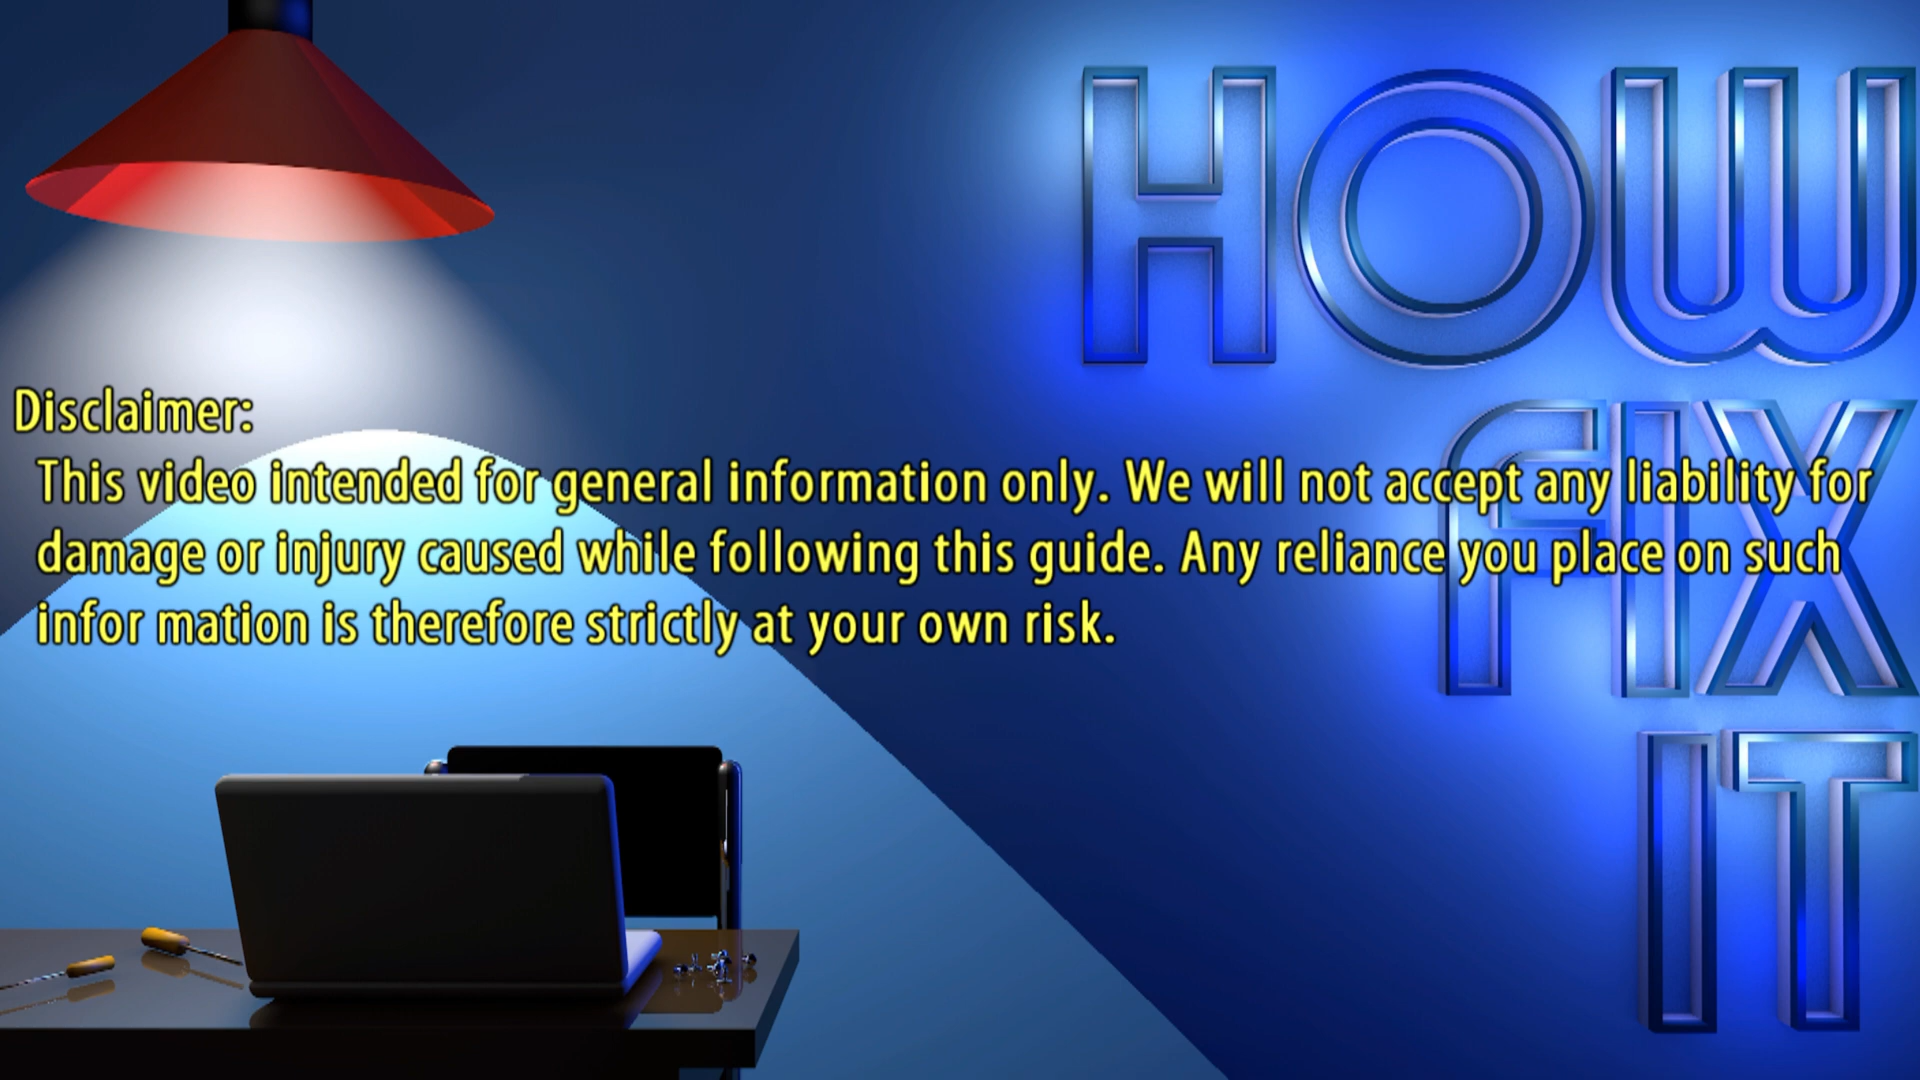 HOW
FIX
IT
Disclaimer:
This video intended for general information only. We will not accept any liability for
damage or injury caused while following this guide. Any reliance you place on such
infor mation is therefore strictly at your own risk.